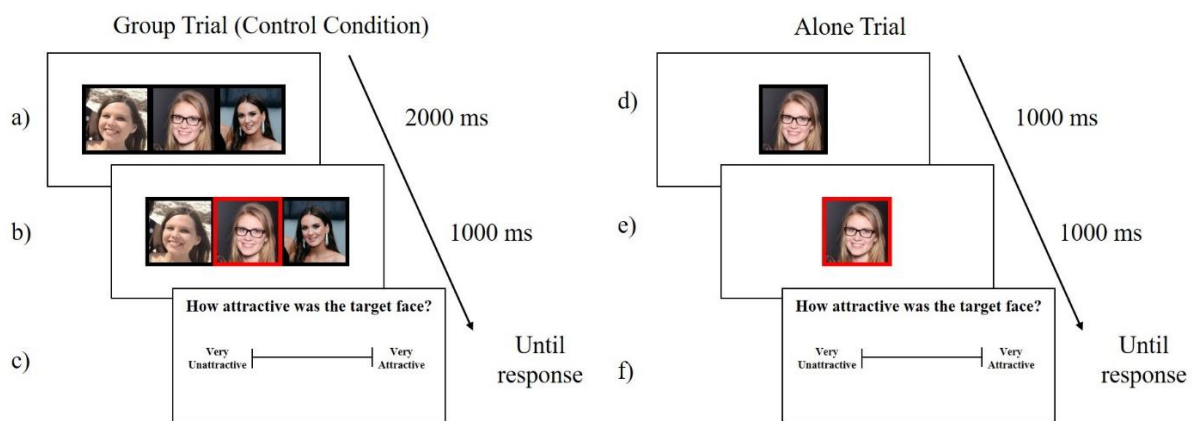 Group Trial (Control Condition)
a)
2000 ms
b)
1000 ms
c)
How attractive was the target face?
Very
Unattractive
Very
Attractive
Until
response
Alone Trial
d)
1000 ms
e)
1000 ms
f)
How attractive was the target face?
Very
Unattractive
Very
Attractive
Until
response